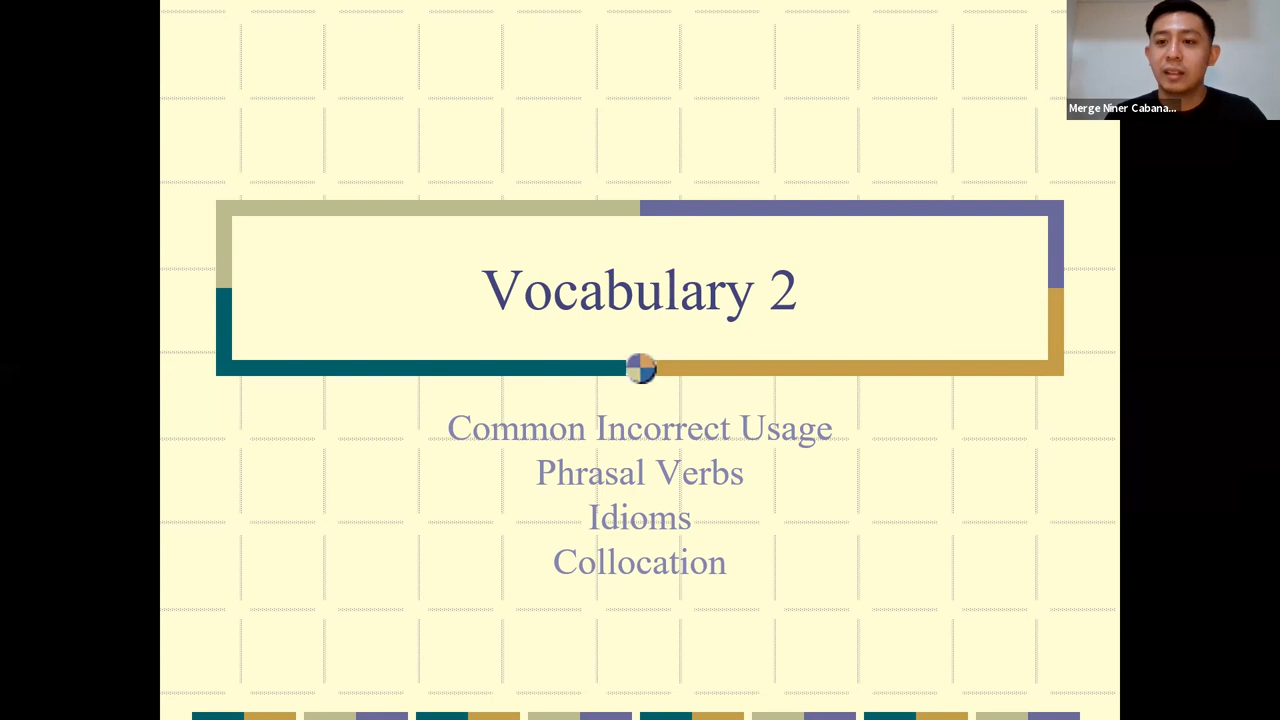 Merge Niner Cabana...
Vocabulary 2
Common Incorrect Usage
Phrasal Verbs
Idioms
Collocation